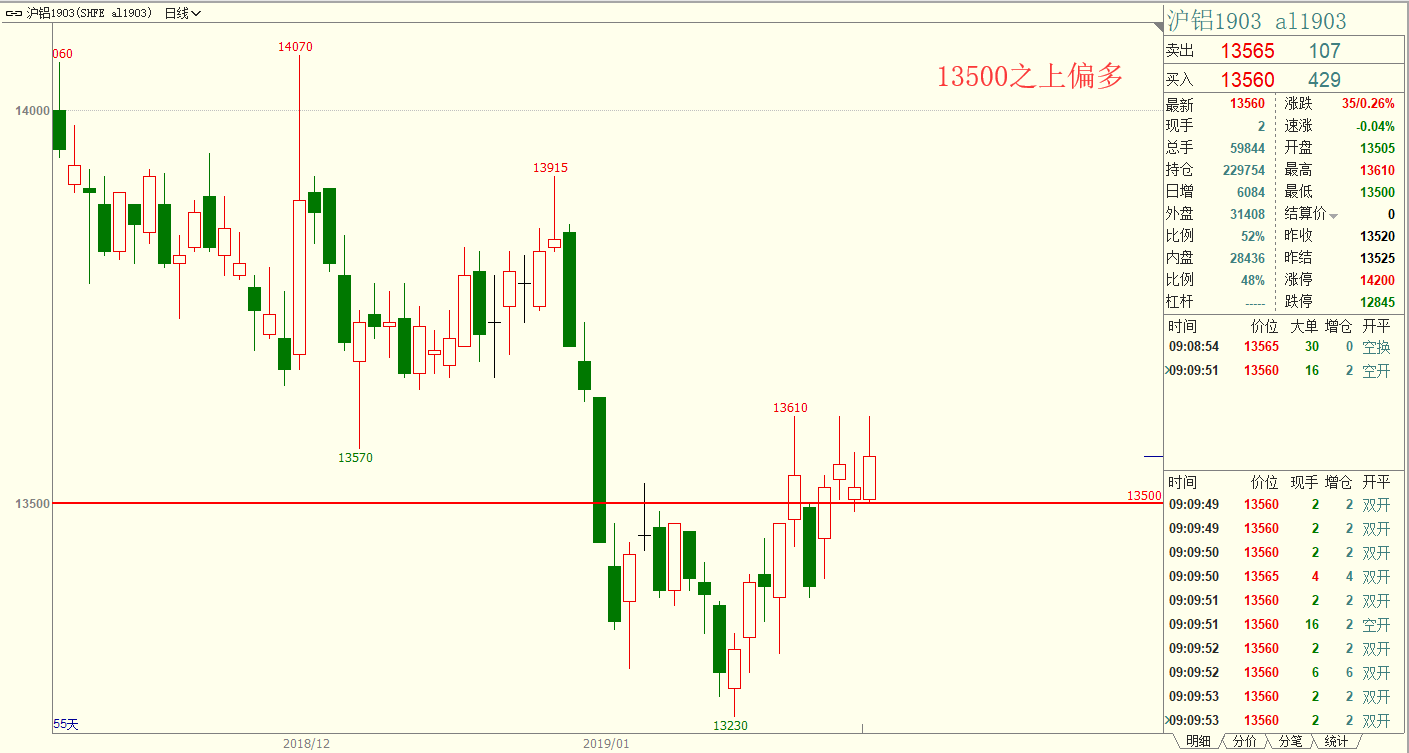 沪铝1903(SHFE al1903) 日线
060
14070
14000
13500之上偏多
13915
13570
13610
13500
13500
13230
55天
2018/12
2019/01
沪铝1903 al1903
卖出 13565 107
买入 13560 429
最新 13560 涨跌 35/0.26%
现手 2 速涨 -0.04%
总手 59844 开盘 13505
持仓 229754 最高 13610
日增 6084 最低 13500
外盘 31408 结算价 0
比例 52% 昨收 13520
内盘 28436 昨结 13525
比例 48% 涨停 14200
杠杆 ----- 跌停 12845
时间 价位 大单 增仓 开平
09:08:54 13565 30 0 空换
09:09:51 13560 16 2 空开
时间 价位 现手 增仓 开平
09:09:49 13560 2 2 双开
09:09:49 13560 2 2 双开
09:09:50 13560 2 2 双开
09:09:50 13565 4 4 双开
09:09:51 13560 2 2 双开
09:09:51 13560 16 2 空开
09:09:52 13560 2 2 双开
09:09:52 13560 6 6 双开
09:09:53 13560 2 2 双开
09:09:53 13560 2 2 双开
明细 分价 分笔 统计